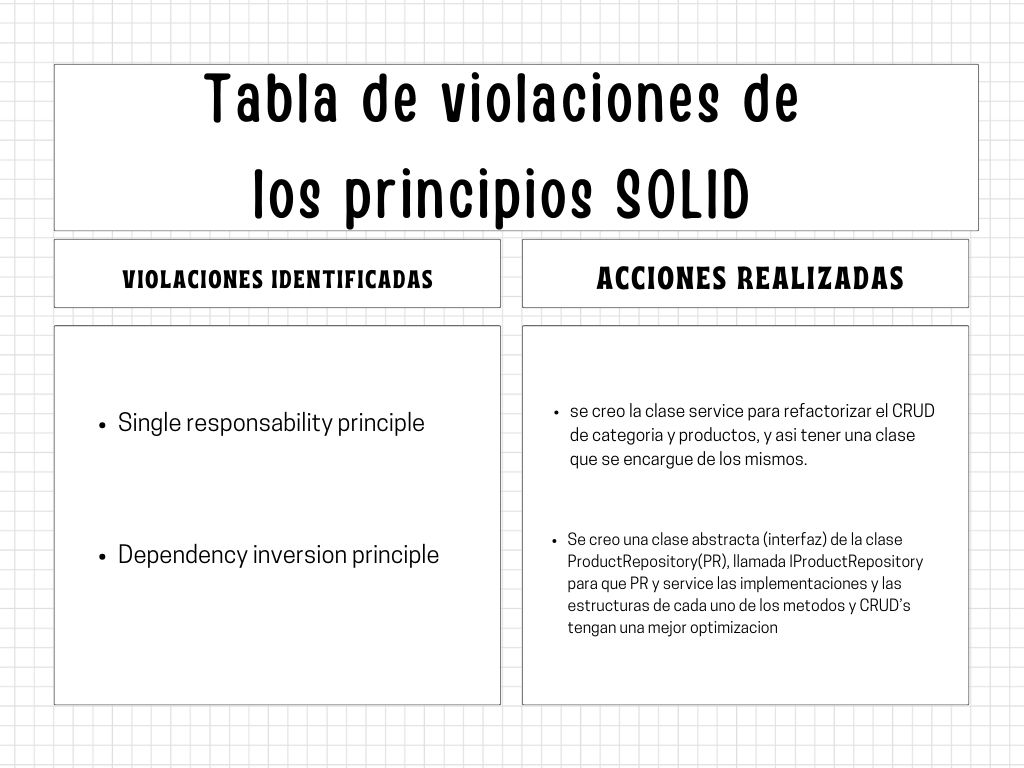 Tabla de violaciones de
los principios SOLID
VIOLACIONES IDENTIFICADAS
ACCIONES REALIZADAS
• Single responsability principle
• Dependency inversion principle
• se creo la clase service para refactorizar el CRUD
de categoria y productos, y asi tener una clase
que se encargue de los mismos.
• Se creo una clase abstracta (interfaz) de la clase
ProductRepository(PR), llamada IProductRepository
para que PR y service las implementaciones y las
estructuras de cada uno de los metodos y CRUD's
tengan una mejor optimizacion